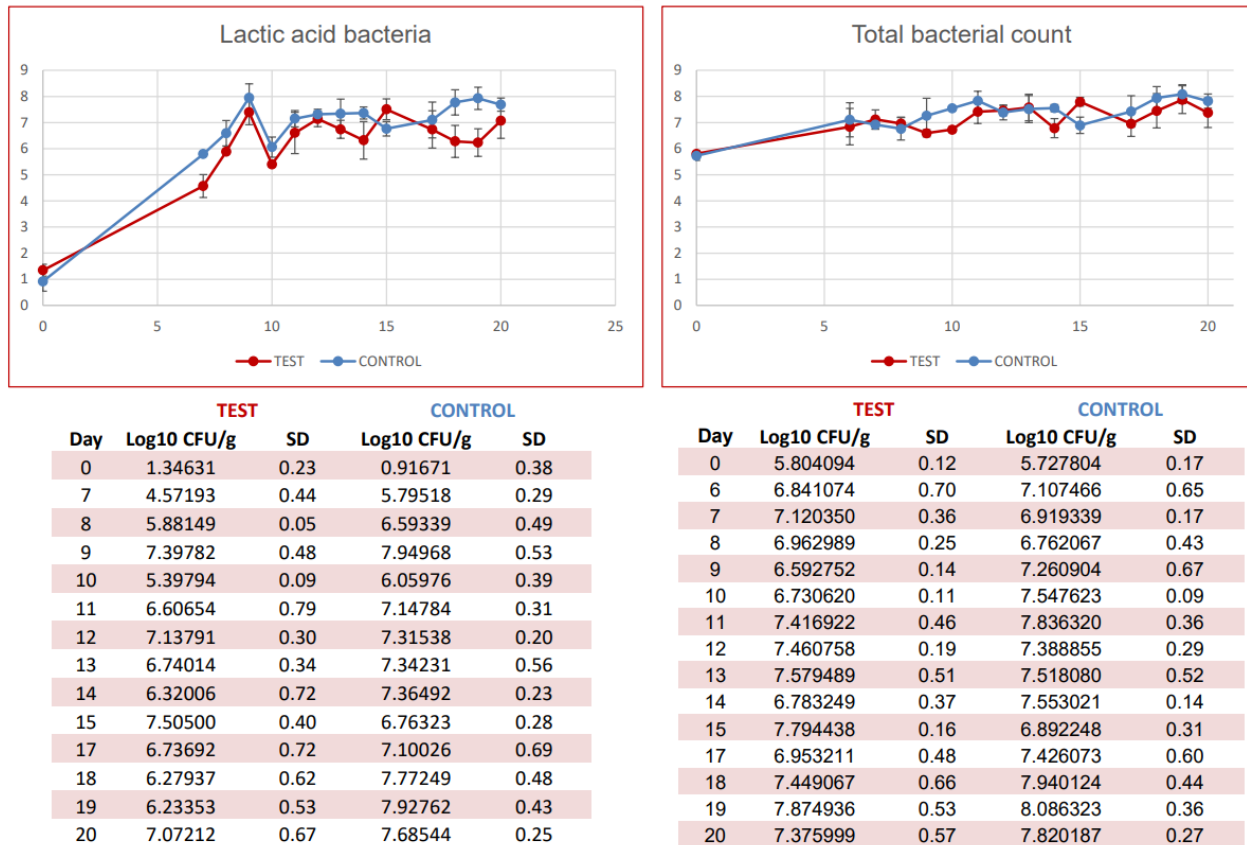 Lactic acid bacteria
9
8
7
6
5
4
3
2
1
0
0 5 10 15 20 25
TEST CONTROL
TEST CONTROL
Day Log10 CFU/g SD Log10 CFU/g SD
0 1.34631 0.23 0.91671 0.38
7 4.57193 0.44 5.79518 0.29
8 5.88149 0.05 6.59339 0.49
9 7.39782 0.48 7.94968 0.53
10 5.39794 0.09 6.05976 0.39
11 6.60654 0.79 7.14784 0.31
12 7.13791 0.30 7.31538 0.20
13 6.74014 0.34 7.34231 0.56
14 6.32006 0.72 7.36492 0.23
15 7.50500 0.40 6.76323 0.28
17 6.73692 0.72 7.10026 0.69
18 6.27937 0.62 7.77249 0.48
19 6.23353 0.53 7.92762 0.43
20 7.07212 0.67 7.68544 0.25
Total bacterial count
9
8
7
6
5
4
3
2
1
0
0 5 10 15 20
TEST CONTROL
TEST CONTROL
Day Log10 CFU/g SD Log10 CFU/g SD
0 5.804094 0.12 5.727804 0.17
6 6.841074 0.70 7.107466 0.65
7 7.120350 0.36 6.919339 0.17
8 6.962989 0.25 6.762067 0.43
9 6.592752 0.14 7.260904 0.67
10 6.730620 0.11 7.547623 0.09
11 7.416922 0.46 7.836320 0.36
12 7.460758 0.19 7.388855 0.29
13 7.579489 0.51 7.518080 0.52
14 6.783249 0.37 7.553021 0.14
15 7.794438 0.16 6.892248 0.31
17 6.953211 0.48 7.426073 0.60
18 7.449067 0.66 7.940124 0.44
19 7.874936 0.53 8.086323 0.36
20 7.375999 0.57 7.820187 0.27